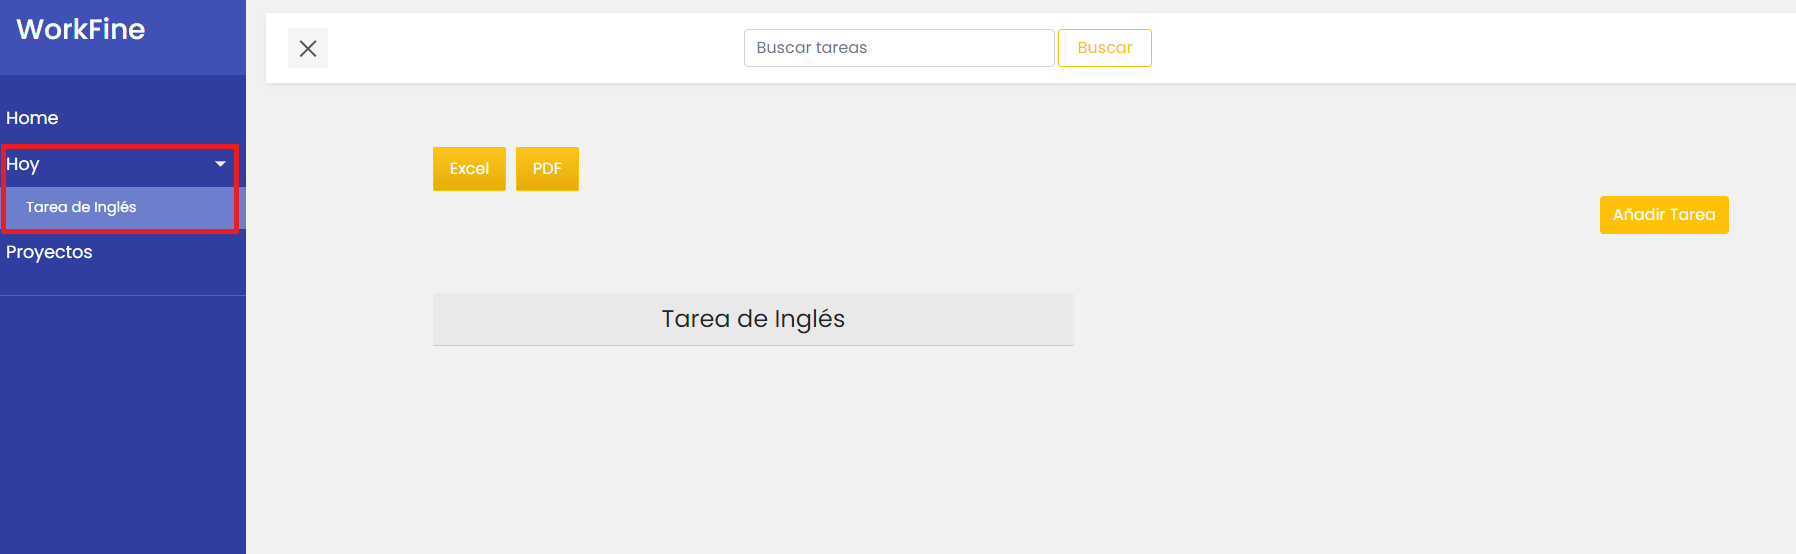 WorkFine
Buscar tareas
Buscar
Home
Hoy
Tarea de Inglés
Proyectos
Excel
PDF
Añadir Tarea
Tarea de Inglés